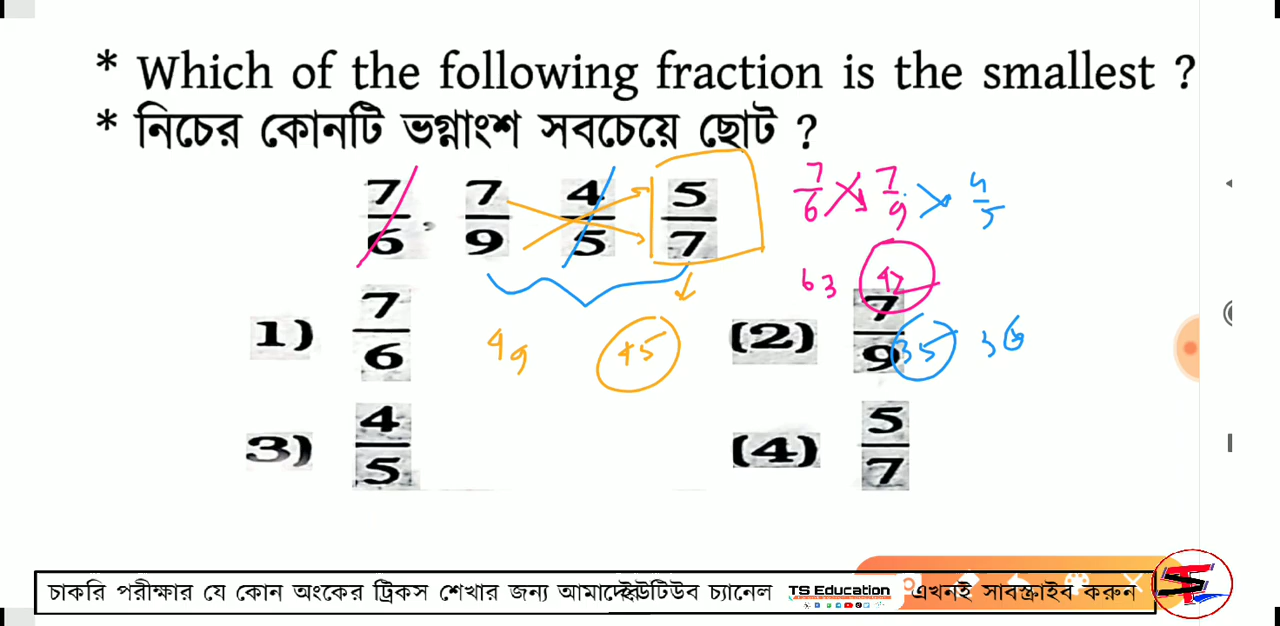 * Which of the following fraction is the smallest ?
* নিচের কোনটি ভগ্নাংশ সবচেয়ে ছোট ?
7/6 , 7/9 4/5 5/7
7/6 7/9 4/5
63 42
1) 7/6 (2) 7/9
49 45 35 36
3) 4/5 (4) 5/7
চাকরি পরীক্ষার যে কোন অংকের ট্রিকস শেখার জন্য ইউটিউব চ্যানেল TS Education এখনই সাবস্ক্রাইব করুন